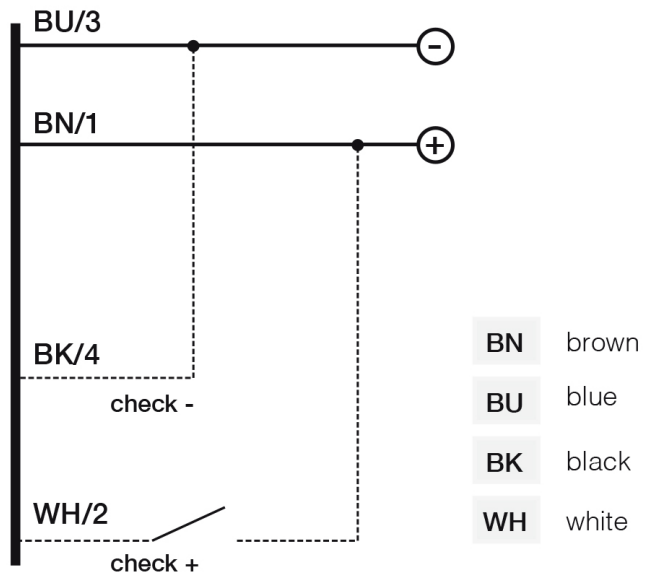 BU/3
-
BN/1
+
BK/4
check -
WH/2
check +
BN brown
BU blue
BK black
WH white